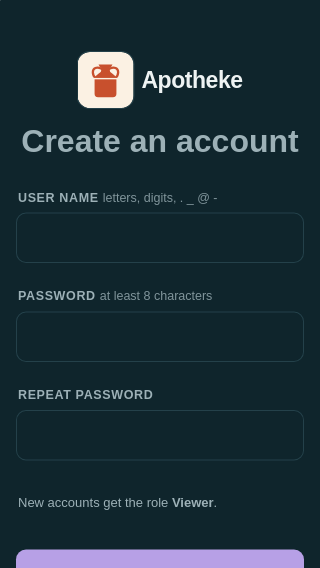 Apotheke
Create an account
USER NAME letters, digits, . _ @ -
PASSWORD at least 8 characters
REPEAT PASSWORD
New accounts get the role Viewer.